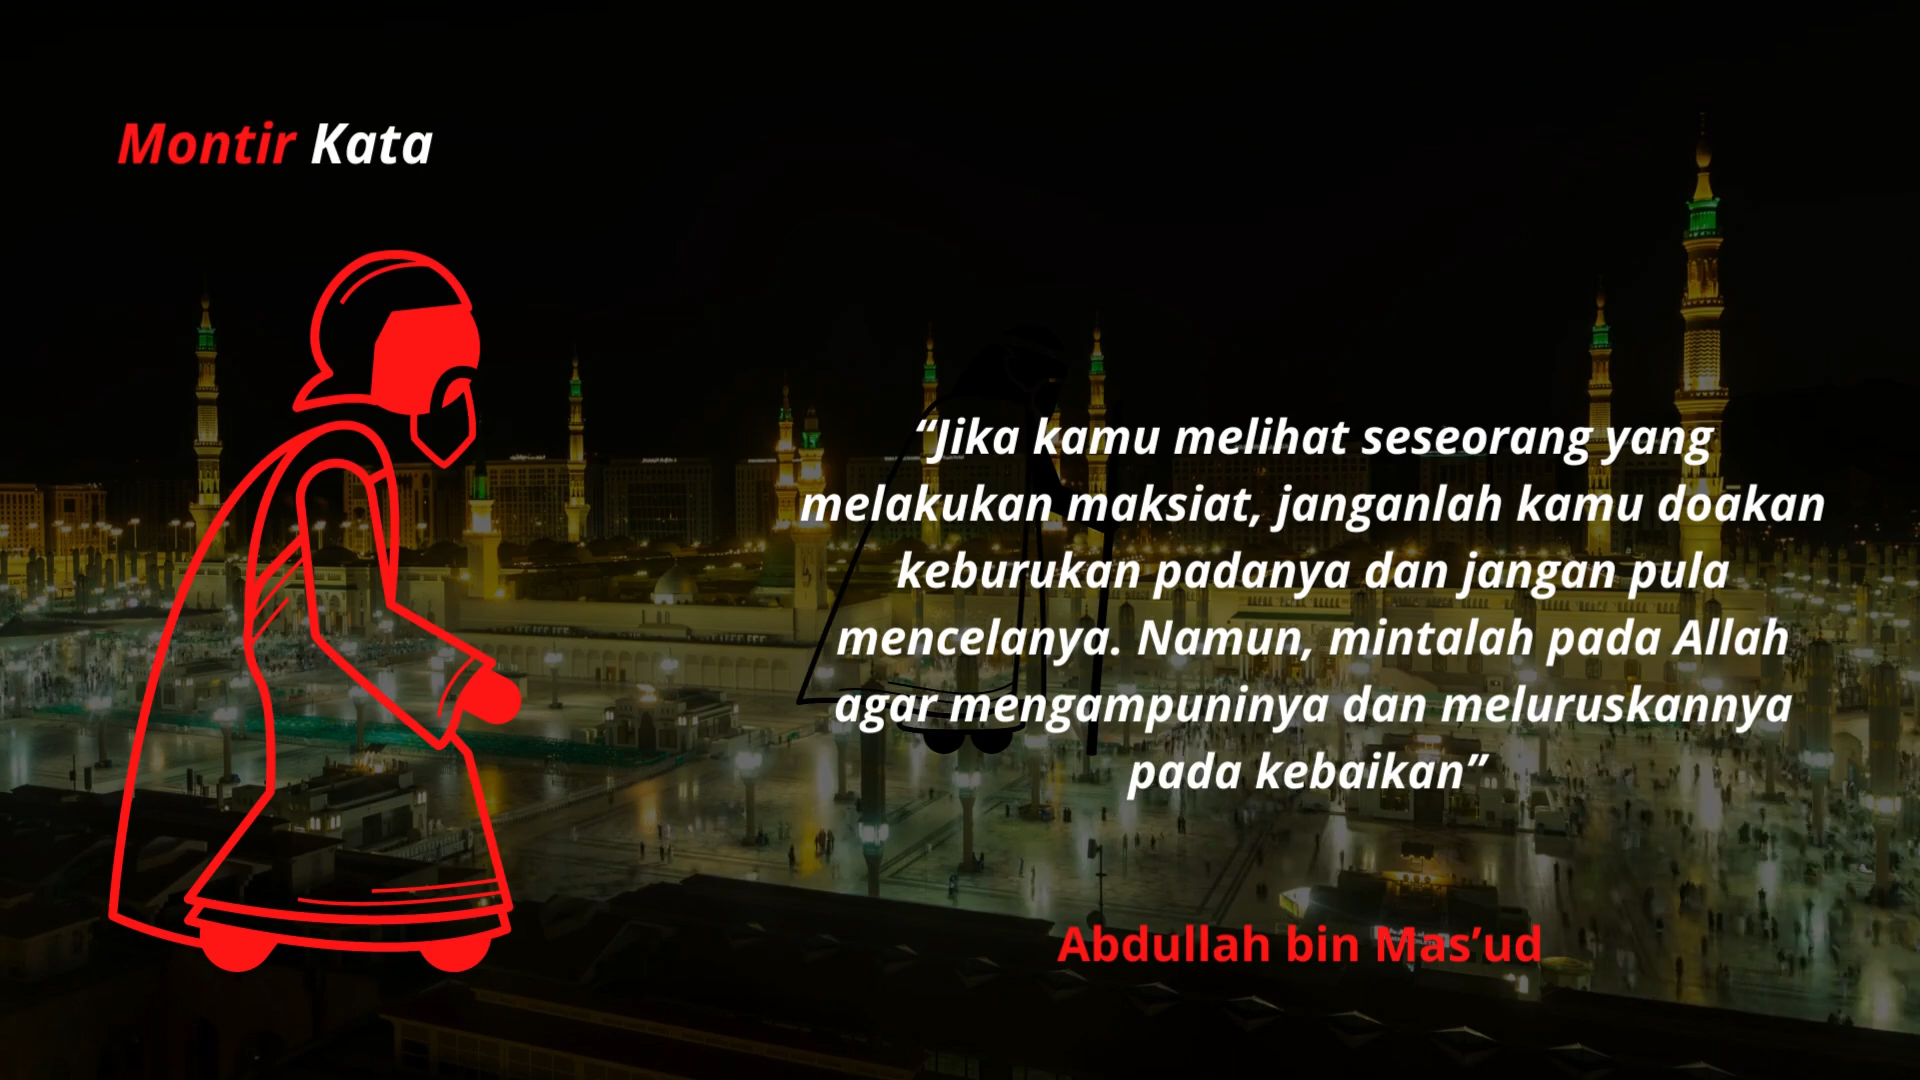 Montir Kata
“Jika kamu melihat seseorang yang
melakukan maksiat, janganlah kamu doakan
keburukan padanya dan jangan pula
mencelanya. Namun, mintalah pada Allah
agar mengampuninya dan meluruskannya
pada kebaikan”
Abdullah bin Mas’ud